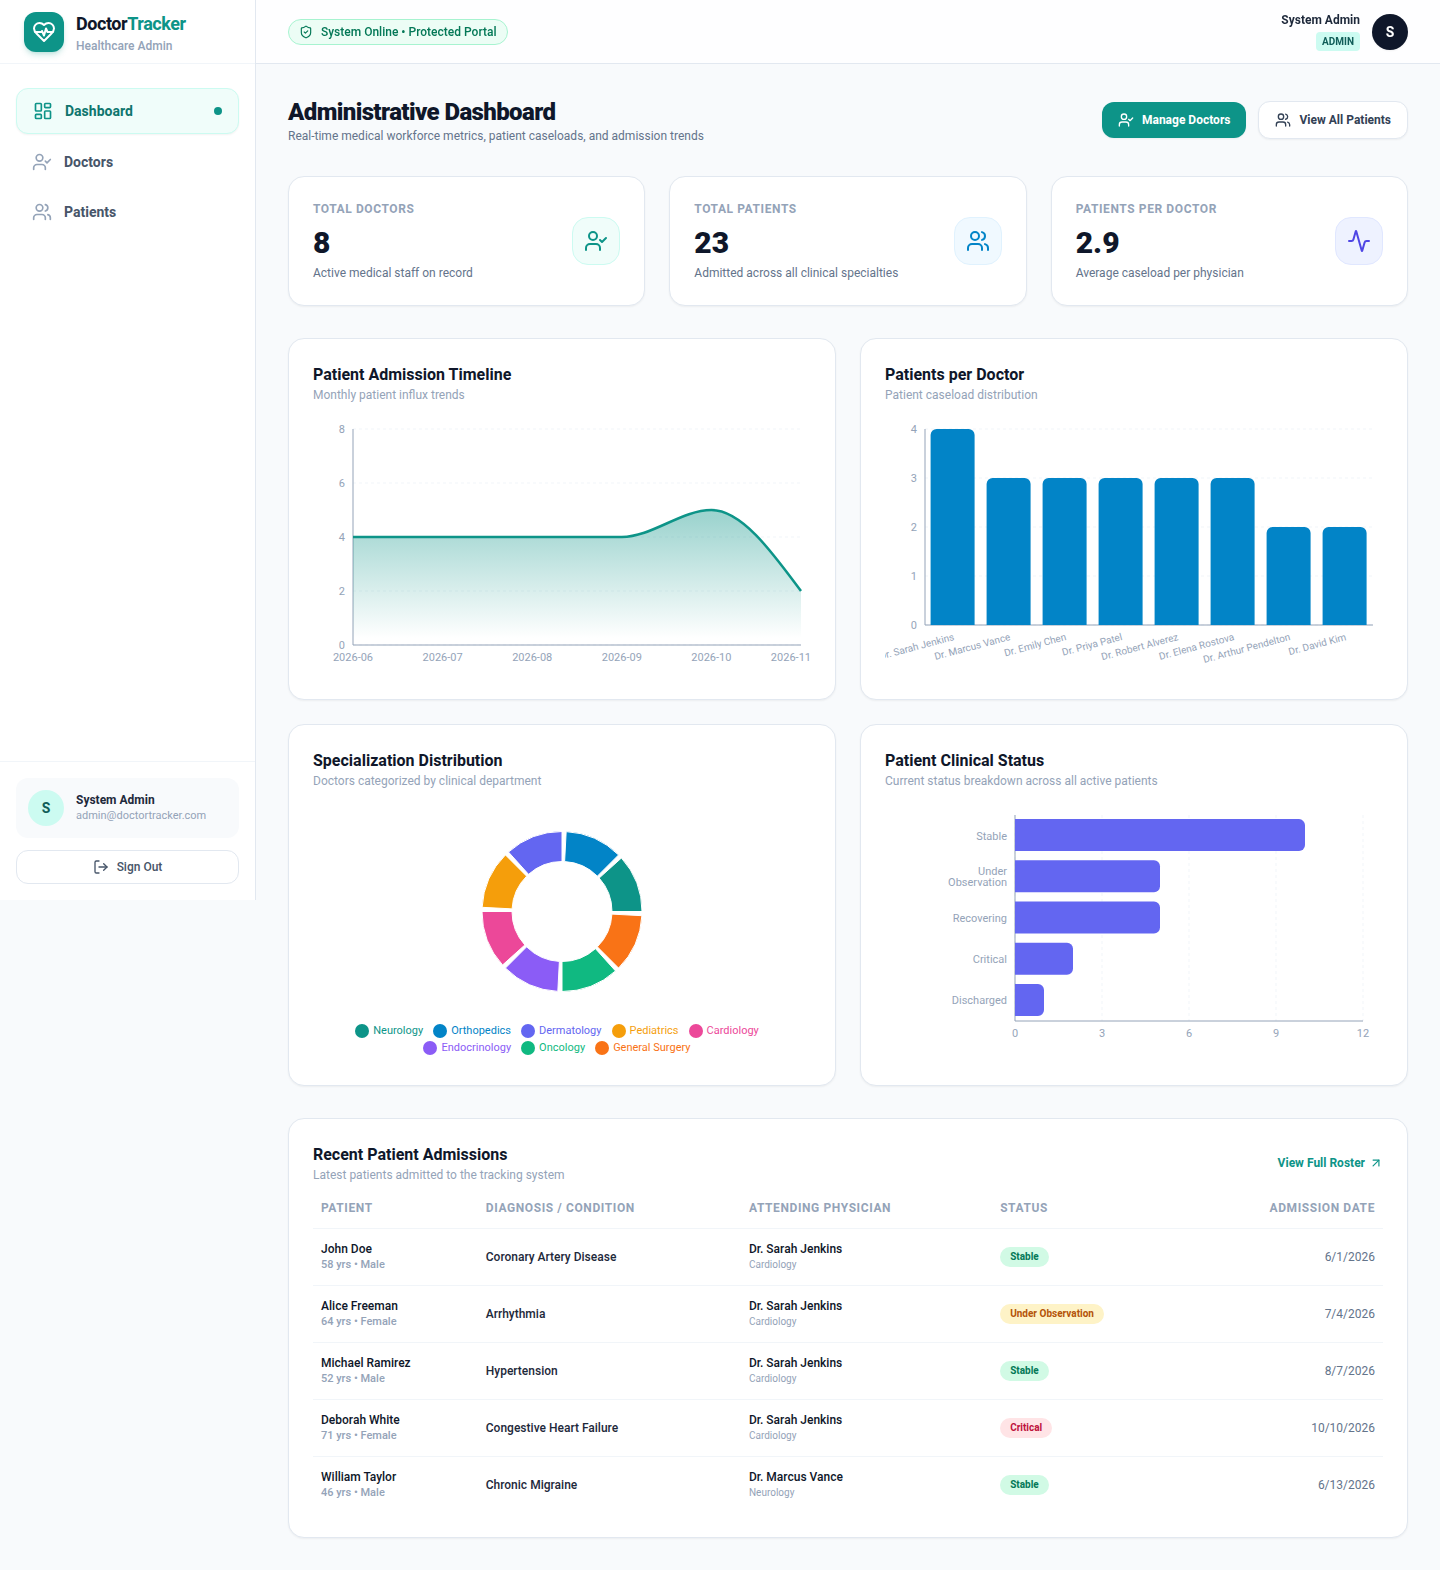 DoctorTracker
Healthcare Admin
System Online • Protected Portal
System Admin
ADMIN
S
Dashboard
Doctors
Patients
System Admin
S
admin@doctortracker.com
Sign Out
Administrative Dashboard
Real-time medical workforce metrics, patient caseloads, and admission trends
Manage Doctors
View All Patients
TOTAL DOCTORS
8
Active medical staff on record
TOTAL PATIENTS
23
Admitted across all clinical specialties
PATIENTS PER DOCTOR
2.9
Average caseload per physician
Patient Admission Timeline
Monthly patient influx trends
8
6
4
2
0
2026-06 2026-07 2026-08 2026-09 2026-10 2026-11
Patients per Doctor
Patient caseload distribution
4
3
2
1
0
r. Sarah Jenkins
Dr. Marcus Vance
Dr. Emily Chen
Dr. Priya Patel
Dr. Robert Alverez
Dr. Elena Rostova
Dr. Arthur Pendelton
Dr. David Kim
Specialization Distribution
Doctors categorized by clinical department
Neurology Orthopedics Dermatology Pediatrics Cardiology
Endocrinology Oncology General Surgery
Patient Clinical Status
Current status breakdown across all active patients
Stable
Under
Observation
Recovering
Critical
Discharged
0 3 6 9 12
Recent Patient Admissions
Latest patients admitted to the tracking system
View Full Roster
PATIENT DIAGNOSIS / CONDITION ATTENDING PHYSICIAN STATUS ADMISSION DATE
John Doe
58 yrs • Male
Coronary Artery Disease
Dr. Sarah Jenkins
Cardiology
Stable
6/1/2026
Alice Freeman
64 yrs • Female
Arrhythmia
Dr. Sarah Jenkins
Cardiology
Under Observation
7/4/2026
Michael Ramirez
52 yrs • Male
Hypertension
Dr. Sarah Jenkins
Cardiology
Stable
8/7/2026
Deborah White
71 yrs • Female
Congestive Heart Failure
Dr. Sarah Jenkins
Cardiology
Critical
10/10/2026
William Taylor
46 yrs • Male
Chronic Migraine
Dr. Marcus Vance
Neurology
Stable
6/13/2026